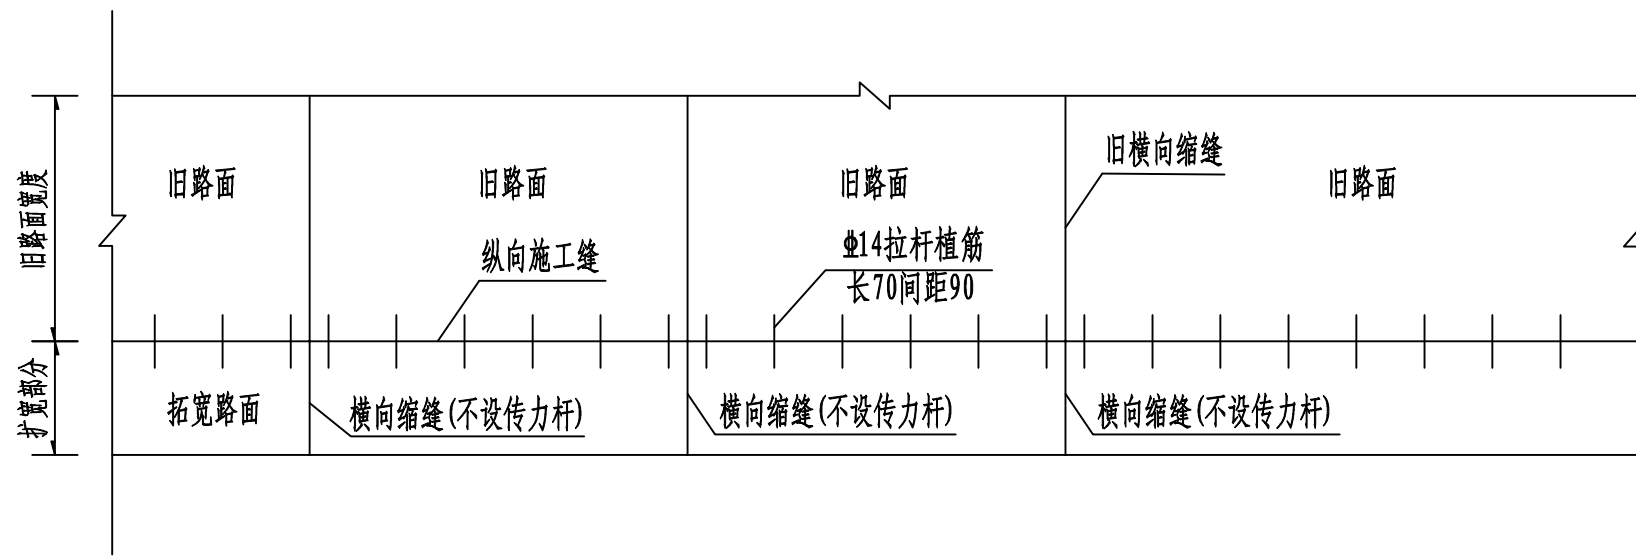 旧横向缩缝
旧路面
旧路面
旧路面
旧路面
旧路面宽度
纵向施工缝
⌀14拉杆植筋
长70间距90
扩宽部分
拓宽路面
横向缩缝(不设传力杆)
横向缩缝(不设传力杆)
横向缩缝(不设传力杆)